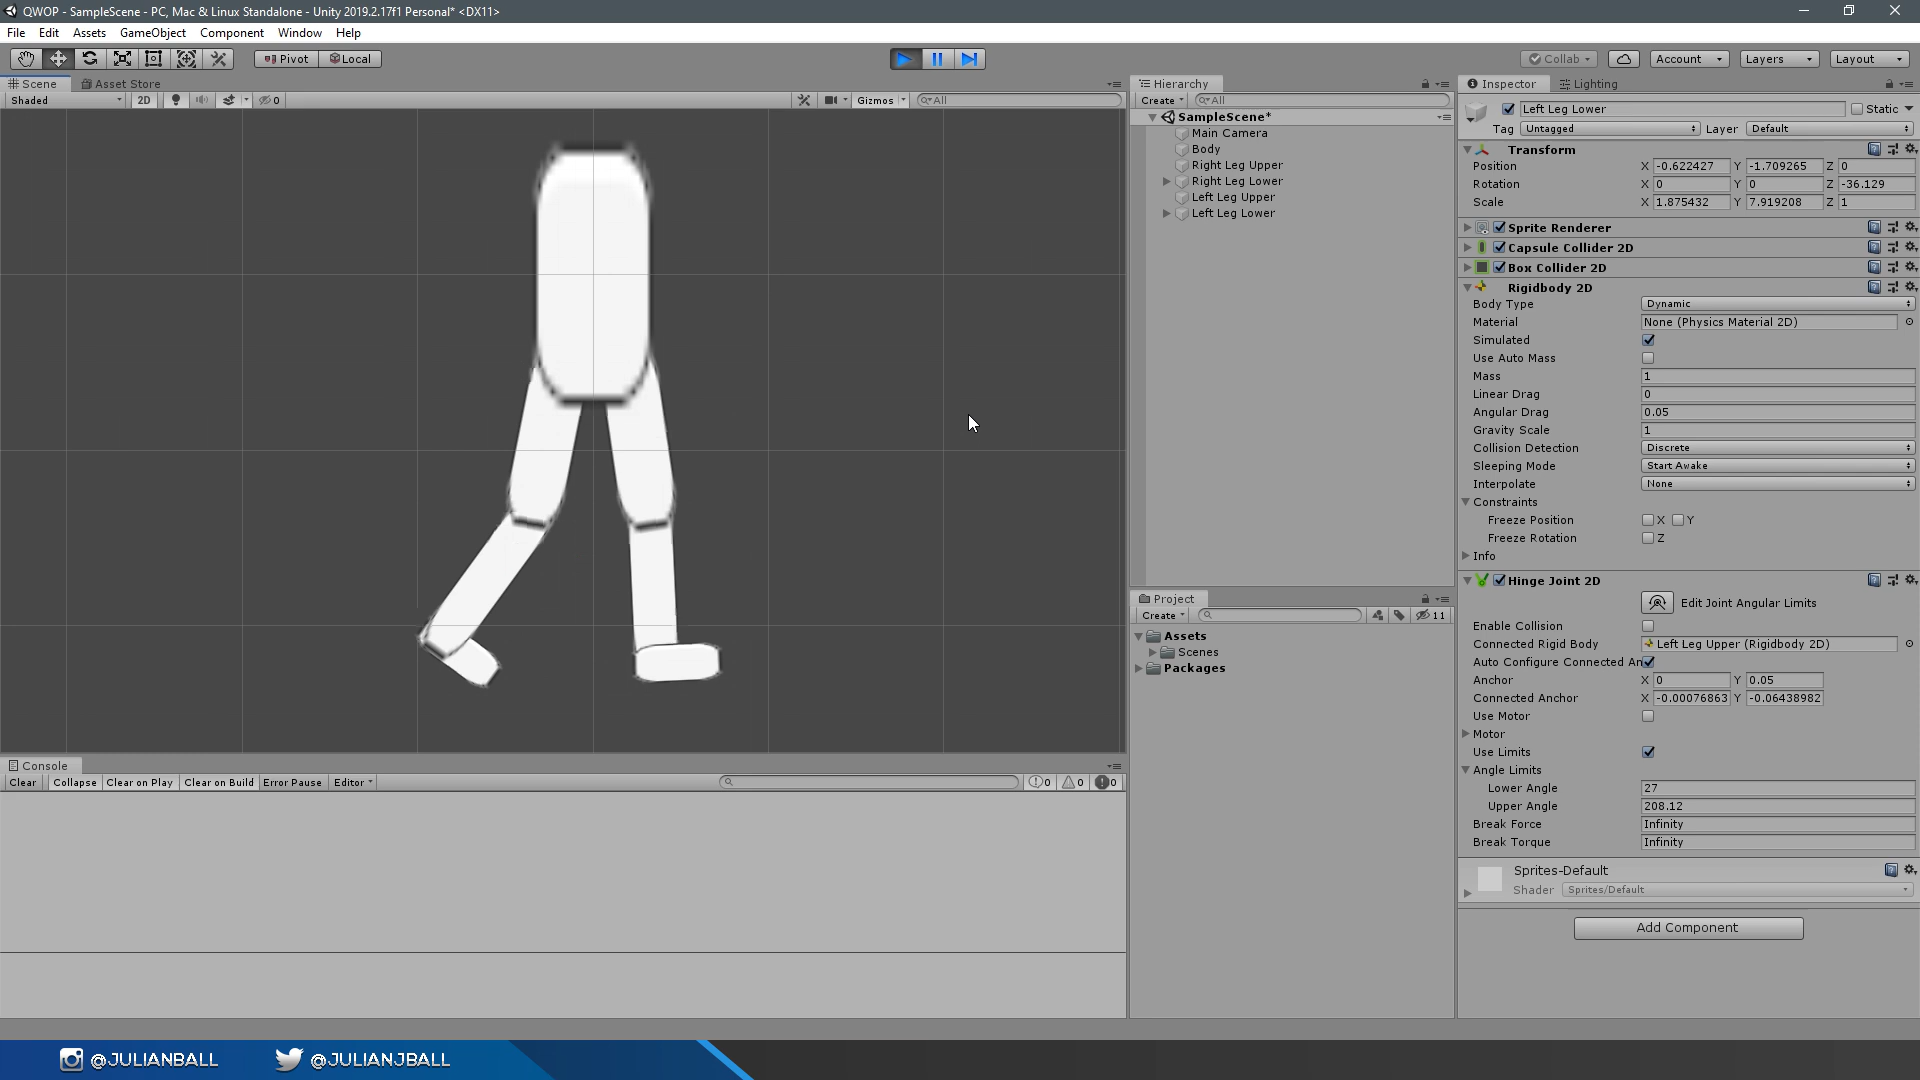 QWOP - SampleScene - PC, Mac & Linux Standalone - Unity 2019.2.17f1 Personal* <DX11>
File Edit Assets GameObject Component Window Help
Pivot Local Collab Account Layers Layout
Scene Asset Store
Shaded 2D 0 Gizmos All
Hierarchy
Create All
SampleScene*
Main Camera
Body
Right Leg Upper
Right Leg Lower
Left Leg Upper
Left Leg Lower
Project
Create 11
Assets
Scenes
Packages
Inspector Lighting
Left Leg Lower Static
Tag Untagged Layer Default
Transform
Position X -0.622427 Y -1.709265 Z 0
Rotation X 0 Y 0 Z -36.129
Scale X 1.875432 Y 7.919208 Z 1
Sprite Renderer
Capsule Collider 2D
Box Collider 2D
Rigidbody 2D
Body Type Dynamic
Material None (Physics Material 2D)
Simulated
Use Auto Mass
Mass 1
Linear Drag 0
Angular Drag 0.05
Gravity Scale 1
Collision Detection Discrete
Sleeping Mode Start Awake
Interpolate None
Constraints
Freeze Position X Y
Freeze Rotation Z
Info
Hinge Joint 2D
Edit Joint Angular Limits
Enable Collision
Connected Rigid Body Left Leg Upper (Rigidbody 2D)
Auto Configure Connected An
Anchor X 0 Y 0.05
Connected Anchor X -0.00076863 Y -0.06438982
Use Motor
Motor
Use Limits
Angle Limits
Lower Angle 27
Upper Angle 208.12
Break Force Infinity
Break Torque Infinity
Sprites-Default
Shader Sprites/Default
Add Component
Console
Clear Collapse Clear on Play Clear on Build Error Pause Editor 0 0 0
@JULIANBALL @JULIANJBALL